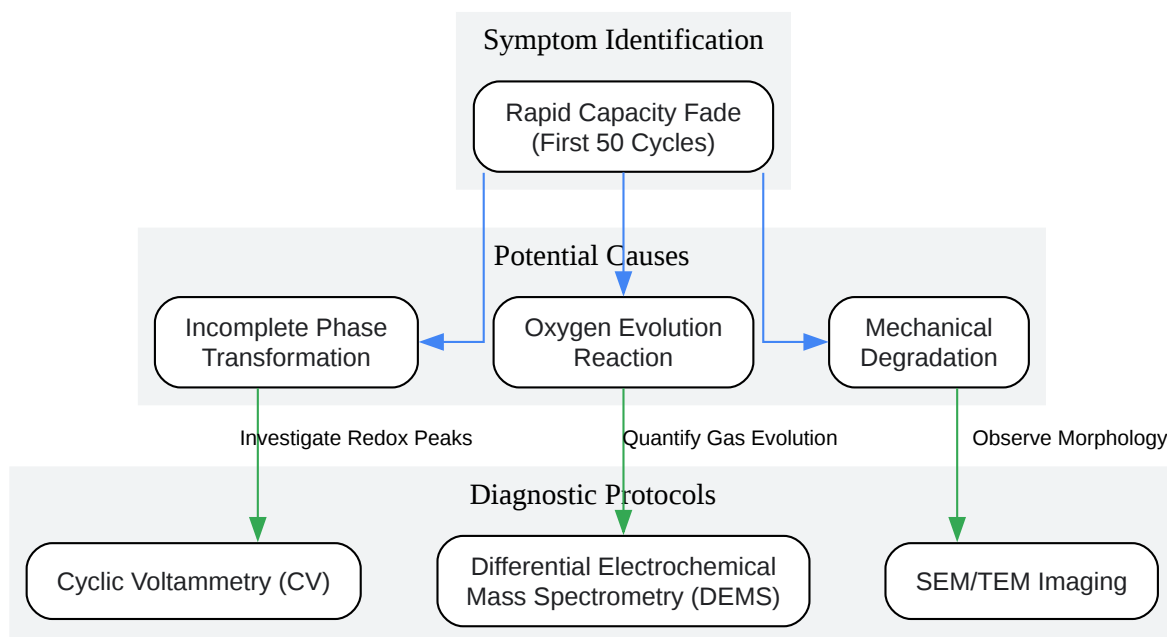 Symptom Identification
Rapid Capacity Fade
(First 50 Cycles)
Potential Causes
Incomplete Phase
Transformation
Oxygen Evolution
Reaction
Mechanical
Degradation
Investigate Redox Peaks
Quantify Gas Evolution
Observe Morphology
Diagnostic Protocols
Cyclic Voltammetry (CV)
Differential Electrochemical
Mass Spectrometry (DEMS)
SEM/TEM Imaging